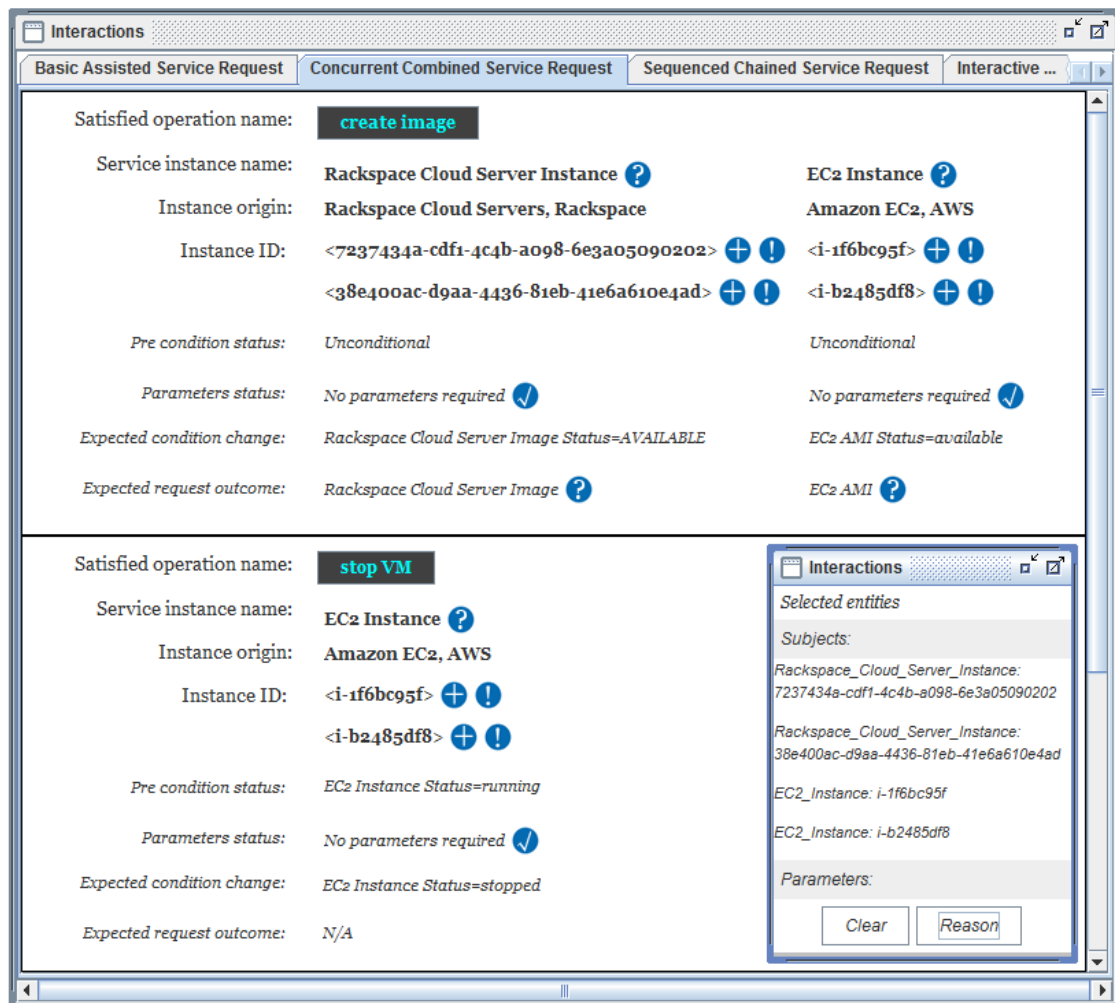 Interactions
Basic Assisted Service Request Concurrent Combined Service Request Sequenced Chained Service Request Interactive ...
Satisfied operation name: create image
Service instance name: Rackspace Cloud Server Instance ? EC2 Instance ?
Instance origin: Rackspace Cloud Servers, Rackspace Amazon EC2, AWS
Instance ID: <7237434a-cdf1-4c4b-a098-6e3a05090202> + ! <i-1f6bc95f> + !
<38e400ac-d9aa-4436-81eb-41e6a610e4ad> + ! <i-b2485df8> + !
Pre condition status: Unconditional Unconditional
Parameters status: No parameters required No parameters required
Expected condition change: Rackspace Cloud Server Image Status=AVAILABLE EC2 AMI Status=available
Expected request outcome: Rackspace Cloud Server Image ? EC2 AMI ?
Satisfied operation name: stop VM
Service instance name: EC2 Instance ?
Instance origin: Amazon EC2, AWS
Instance ID: <i-1f6bc95f> + !
<i-b2485df8> + !
Pre condition status: EC2 Instance Status=running
Parameters status: No parameters required
Expected condition change: EC2 Instance Status=stopped
Expected request outcome: N/A
Interactions
Selected entities
Subjects:
Rackspace_Cloud_Server_Instance:
7237434a-cdf1-4c4b-a098-6e3a05090202
Rackspace_Cloud_Server_Instance:
38e400ac-d9aa-4436-81eb-41e6a610e4ad
EC2_Instance: i-1f6bc95f
EC2_Instance: i-b2485df8
Parameters:
Clear Reason